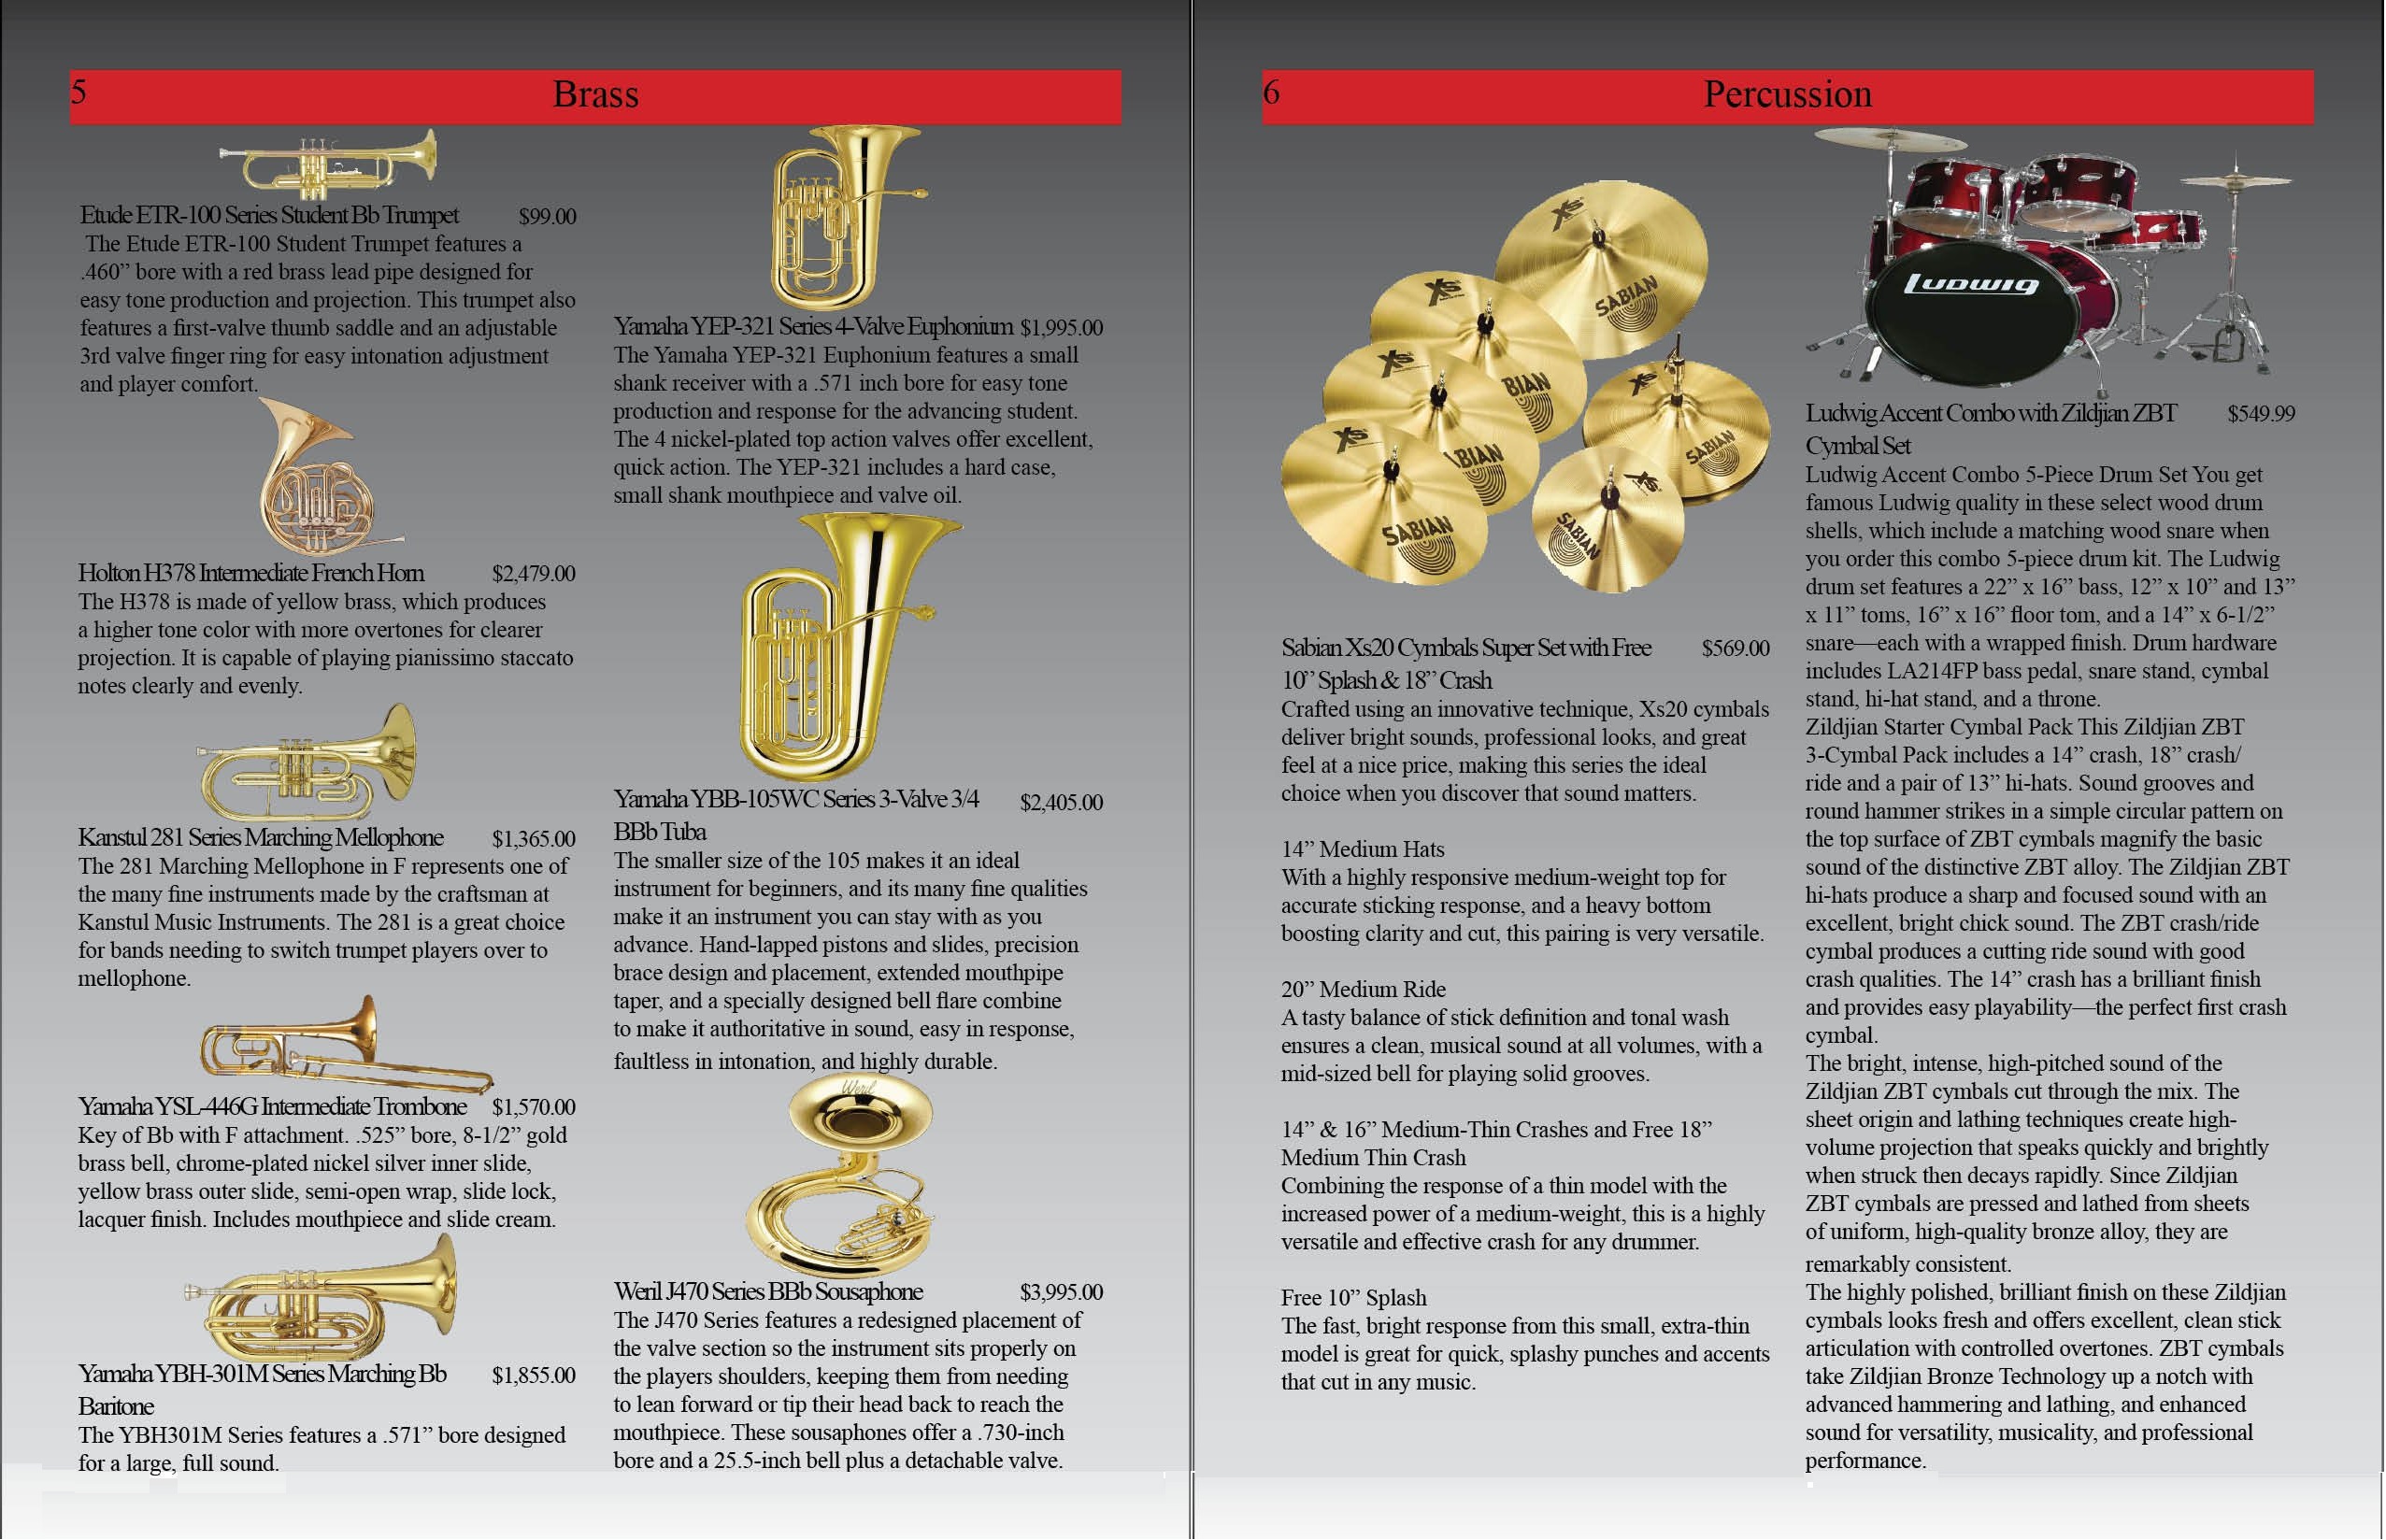 5
Brass
Etude ETR-100 Series Student Bb Trumpet $99.00
The Etude ETR-100 Student Trumpet features a
.460” bore with a red brass lead pipe designed for
easy tone production and projection. This trumpet also
features a first-valve thumb saddle and an adjustable
3rd valve finger ring for easy intonation adjustment
and player comfort.
Holton H378 Intermediate French Horn $2,479.00
The H378 is made of yellow brass, which produces
a higher tone color with more overtones for clearer
projection. It is capable of playing pianissimo staccato
notes clearly and evenly.
Kanstul 281 Series Marching Mellophone $1,365.00
The 281 Marching Mellophone in F represents one of
the many fine instruments made by the craftsman at
Kanstul Music Instruments. The 281 is a great choice
for bands needing to switch trumpet players over to
mellophone.
Yamaha YSL-446G Intermediate Trombone $1,570.00
Key of Bb with F attachment. .525” bore, 8-1/2” gold
brass bell, chrome-plated nickel silver inner slide,
yellow brass outer slide, semi-open wrap, slide lock,
lacquer finish. Includes mouthpiece and slide cream.
Yamaha YBH-301M Series Marching Bb $1,855.00
Baritone
The YBH301M Series features a .571” bore designed
for a large, full sound.
Yamaha YEP-321 Series 4-Valve Euphonium $1,995.00
The Yamaha YEP-321 Euphonium features a small
shank receiver with a .571 inch bore for easy tone
production and response for the advancing student.
The 4 nickel-plated top action valves offer excellent,
quick action. The YEP-321 includes a hard case,
small shank mouthpiece and valve oil.
Yamaha YBB-105WC Series 3-Valve 3/4 $2,405.00
BBb Tuba
The smaller size of the 105 makes it an ideal
instrument for beginners, and its many fine qualities
make it an instrument you can stay with as you
advance. Hand-lapped pistons and slides, precision
brace design and placement, extended mouthpipe
taper, and a specially designed bell flare combine
to make it authoritative in sound, easy in response,
faultless in intonation, and highly durable.
Weril
Weril J470 Series BBb Sousaphone $3,995.00
The J470 Series features a redesigned placement of
the valve section so the instrument sits properly on
the players shoulders, keeping them from needing
to lean forward or tip their head back to reach the
mouthpiece. These sousaphones offer a .730-inch
bore and a 25.5-inch bell plus a detachable valve.
6
Percussion
Xs
SABIAN
Xs
BIAN
Xs
BIAN
Xs
SABIAN
Xs
SABIAN
Xs
SABIAN
Sabian Xs20 Cymbals Super Set with Free $569.00
10” Splash & 18” Crash
Crafted using an innovative technique, Xs20 cymbals
deliver bright sounds, professional looks, and great
feel at a nice price, making this series the ideal
choice when you discover that sound matters.
14” Medium Hats
With a highly responsive medium-weight top for
accurate sticking response, and a heavy bottom
boosting clarity and cut, this pairing is very versatile.
20” Medium Ride
A tasty balance of stick definition and tonal wash
ensures a clean, musical sound at all volumes, with a
mid-sized bell for playing solid grooves.
14” & 16” Medium-Thin Crashes and Free 18”
Medium Thin Crash
Combining the response of a thin model with the
increased power of a medium-weight, this is a highly
versatile and effective crash for any drummer.
Free 10” Splash
The fast, bright response from this small, extra-thin
model is great for quick, splashy punches and accents
that cut in any music.
Ludwig
Ludwig Accent Combo with Zildjian ZBT $549.99
Cymbal Set
Ludwig Accent Combo 5-Piece Drum Set You get
famous Ludwig quality in these select wood drum
shells, which include a matching wood snare when
you order this combo 5-piece drum kit. The Ludwig
drum set features a 22” x 16” bass, 12” x 10” and 13”
x 11” toms, 16” x 16” floor tom, and a 14” x 6-1/2”
snare—each with a wrapped finish. Drum hardware
includes LA214FP bass pedal, snare stand, cymbal
stand, hi-hat stand, and a throne.
Zildjian Starter Cymbal Pack This Zildjian ZBT
3-Cymbal Pack includes a 14” crash, 18” crash/
ride and a pair of 13” hi-hats. Sound grooves and
round hammer strikes in a simple circular pattern on
the top surface of ZBT cymbals magnify the basic
sound of the distinctive ZBT alloy. The Zildjian ZBT
hi-hats produce a sharp and focused sound with an
excellent, bright chick sound. The ZBT crash/ride
cymbal produces a cutting ride sound with good
crash qualities. The 14” crash has a brilliant finish
and provides easy playability—the perfect first crash
cymbal.
The bright, intense, high-pitched sound of the
Zildjian ZBT cymbals cut through the mix. The
sheet origin and lathing techniques create high-
volume projection that speaks quickly and brightly
when struck then decays rapidly. Since Zildjian
ZBT cymbals are pressed and lathed from sheets
of uniform, high-quality bronze alloy, they are
remarkably consistent.
The highly polished, brilliant finish on these Zildjian
cymbals looks fresh and offers excellent, clean stick
articulation with controlled overtones. ZBT cymbals
take Zildjian Bronze Technology up a notch with
advanced hammering and lathing, and enhanced
sound for versatility, musicality, and professional
performance.